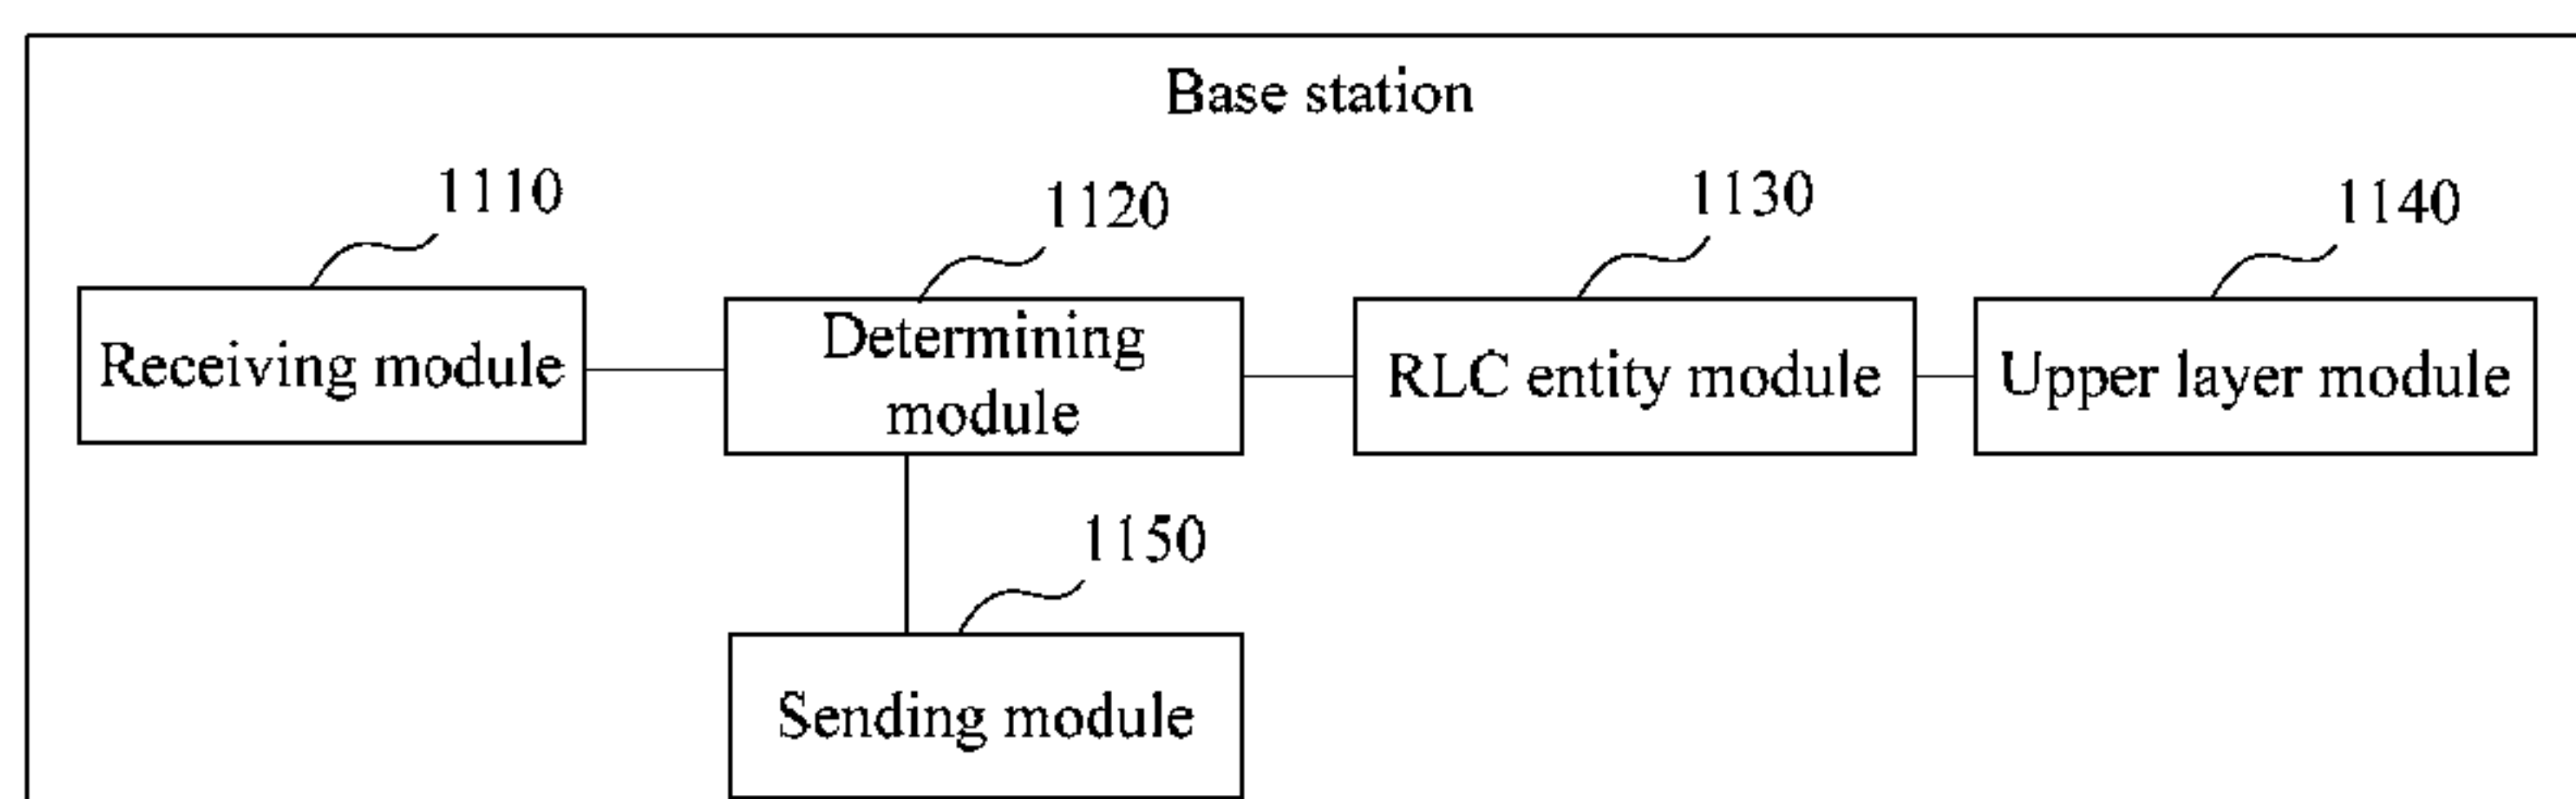 Base station
1110
1120
1130
1140
Receiving module
Determining
module
RLC entity module
Upper layer module
1150
Sending module